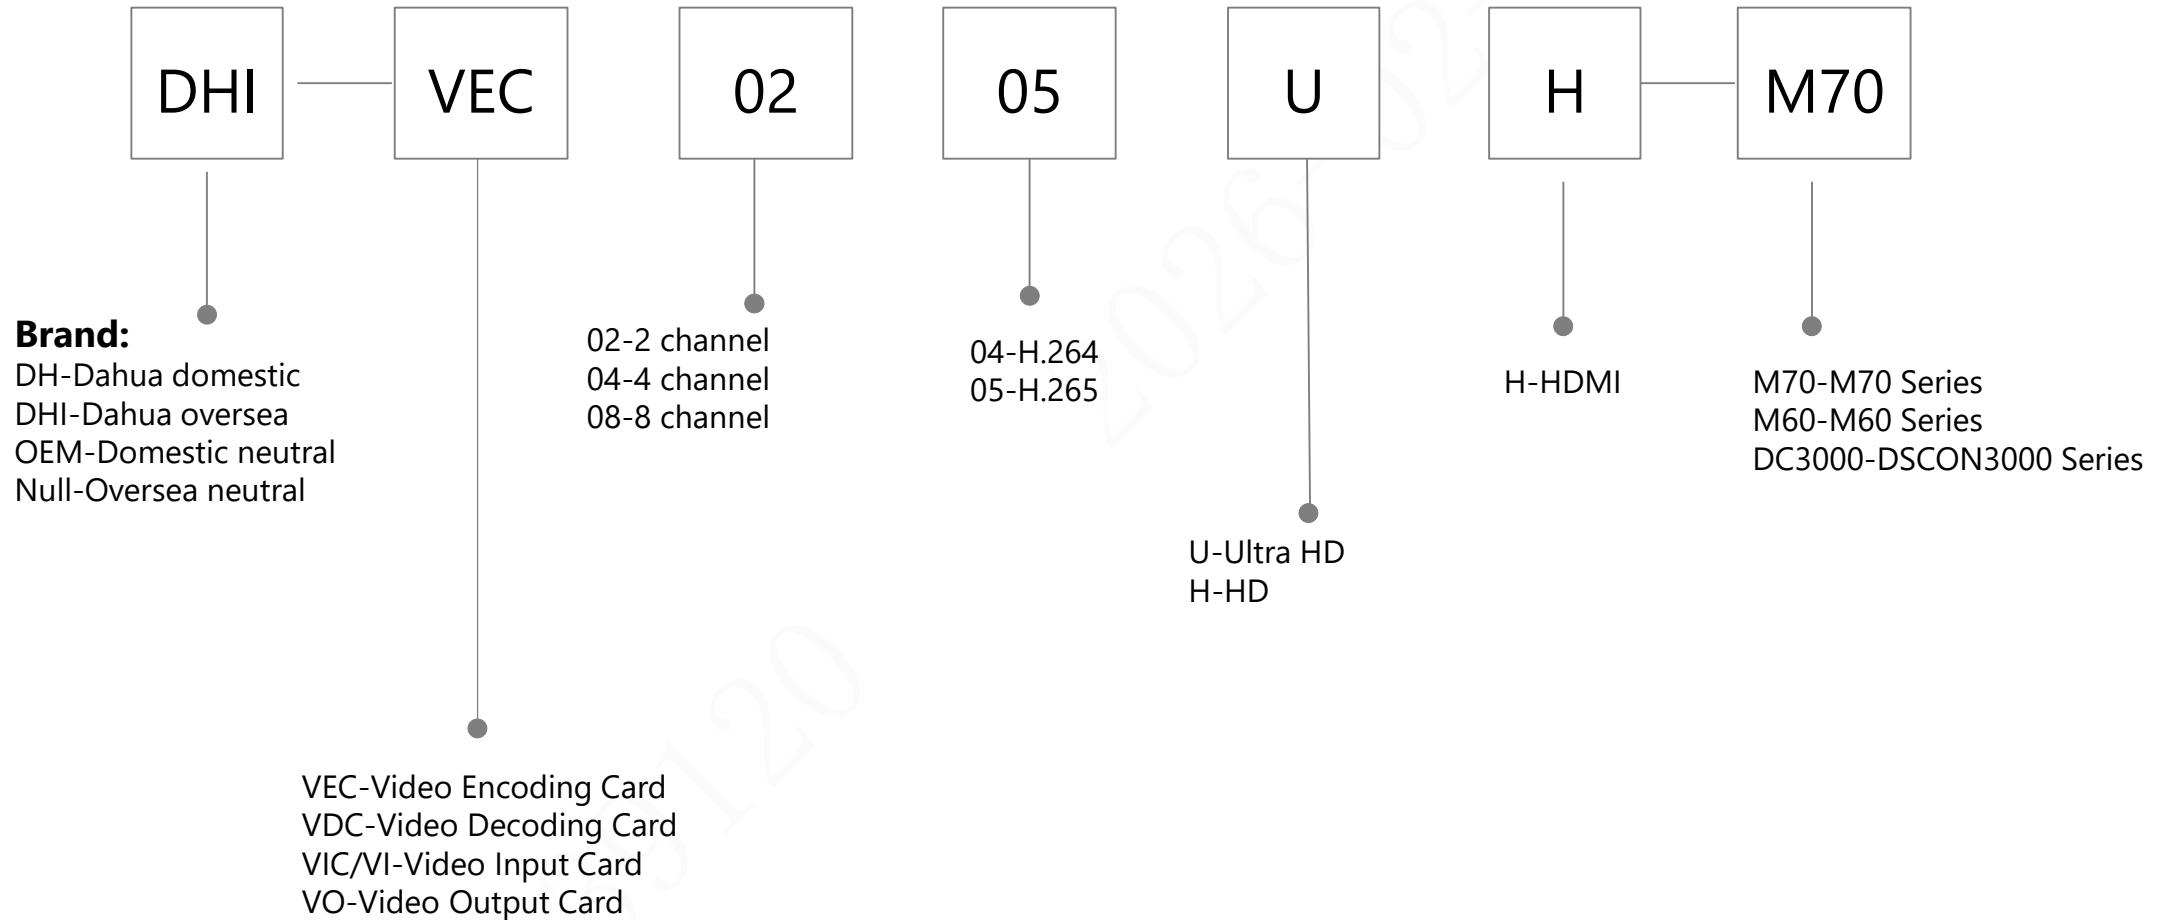 DHI VEC 02 05 U H M70
Brand:
DH-Dahua domestic
DHI-Dahua oversea
OEM-Domestic neutral
Null-Oversea neutral
02-2 channel
04-4 channel
08-8 channel
04-H.264
05-H.265
H-HDMI
M70-M70 Series
M60-M60 Series
DC3000-DSCON3000 Series
U-Ultra HD
H-HD
VEC-Video Encoding Card
VDC-Video Decoding Card
VIC/VI-Video Input Card
VO-Video Output Card